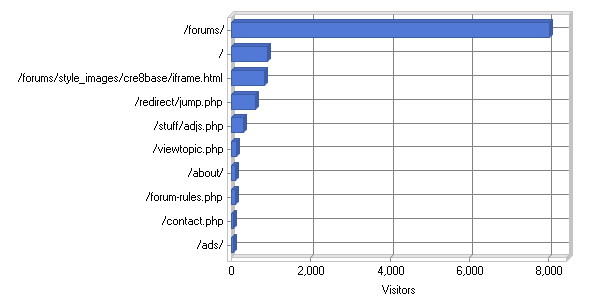 /forums/
/
/forums/style_images/cre8base/iframe.html
/redirect/jump.php
/stuff/adjs.php
/viewtopic.php
/about/
/forum-rules.php
/contact.php
/ads/
0 2,000 4,000 6,000 8,000
Visitors